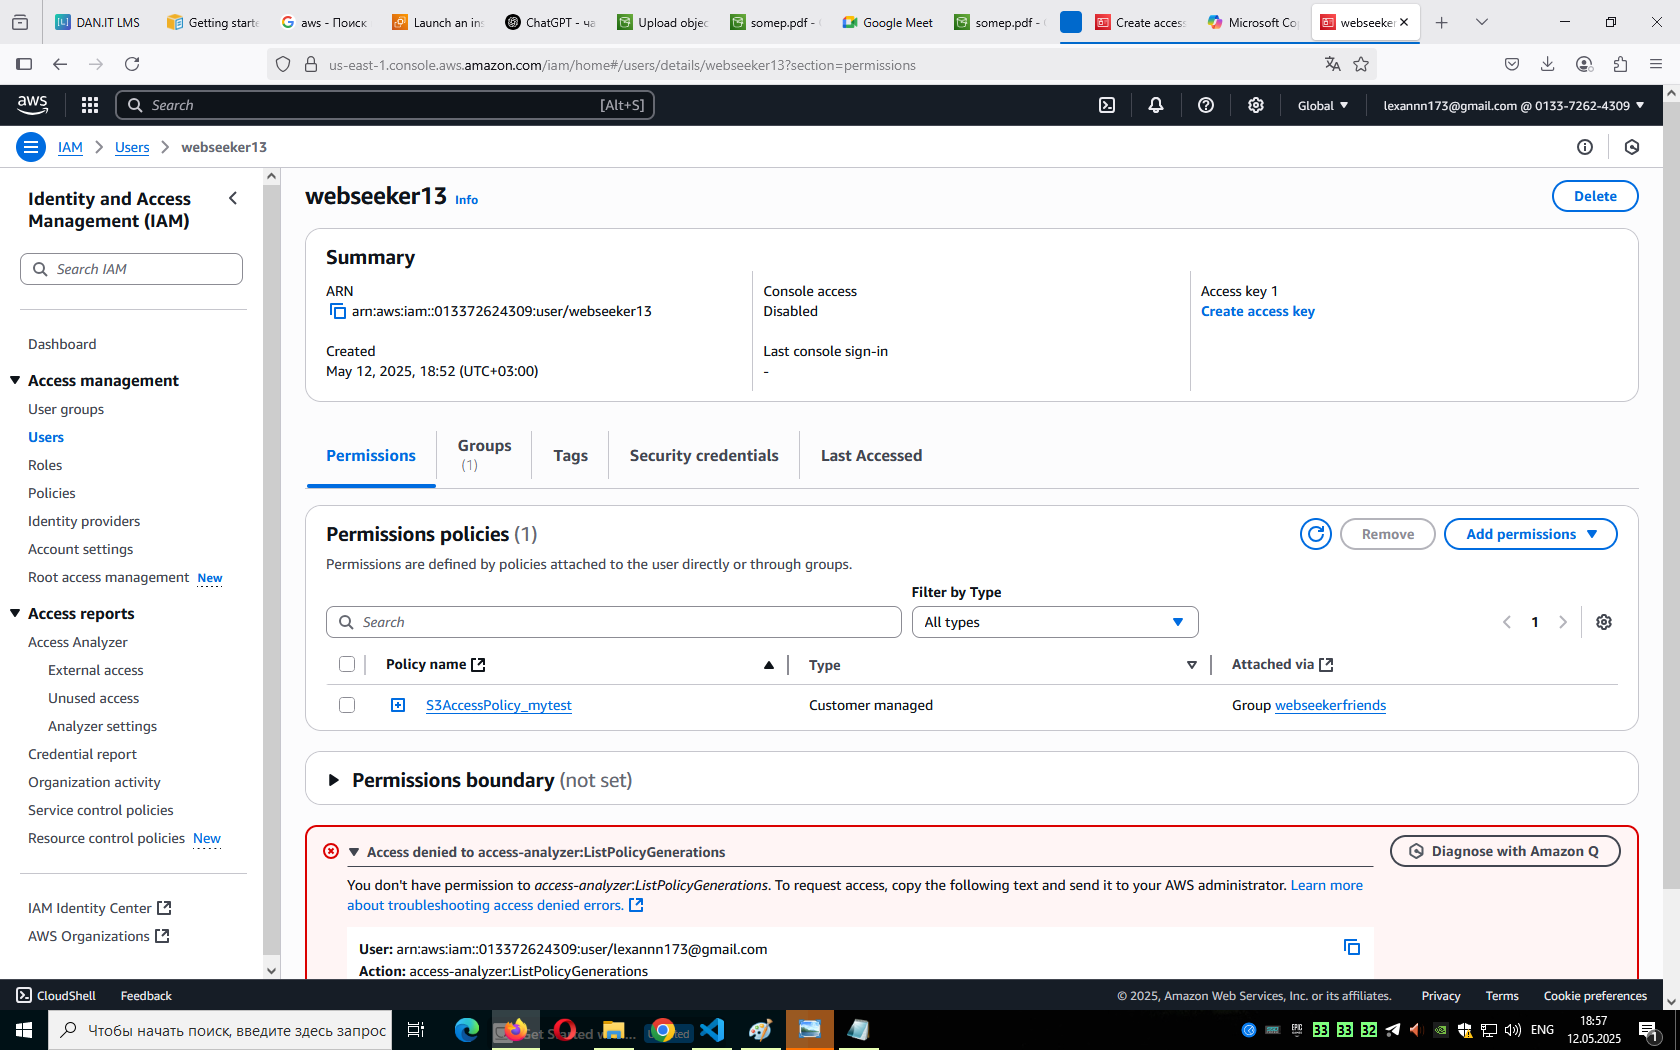 DAN.IT LMS
Getting starte
aws - Поиск
Launch an ins
ChatGPT - ча
Upload objec
somep.pdf -
Google Meet
somep.pdf -
Create access
Microsoft Co
webseeker
us-east-1.console.aws.amazon.com/iam/home#/users/details/webseeker13?section=permissions
aws
Search
[Alt+S]
Global
lexannn173@gmail.com @ 0133-7262-4309
IAM
Users
webseeker13
Identity and Access
Management (IAM)
Search IAM
Dashboard
Access management
User groups
Users
Roles
Policies
Identity providers
Account settings
Root access management New
Access reports
Access Analyzer
External access
Unused access
Analyzer settings
Credential report
Organization activity
Service control policies
Resource control policies New
IAM Identity Center
AWS Organizations
webseeker13 Info
Delete
Summary
ARN
arn:aws:iam::013372624309:user/webseeker13
Created
May 12, 2025, 18:52 (UTC+03:00)
Console access
Disabled
Last console sign-in
-
Access key 1
Create access key
Permissions
Groups
(1)
Tags
Security credentials
Last Accessed
Permissions policies (1)
Permissions are defined by policies attached to the user directly or through groups.
Remove
Add permissions
Filter by Type
Search
All types
1
Policy name
Type
Attached via
S3AccessPolicy_mytest
Customer managed
Group webseekerfriends
Permissions boundary (not set)
Access denied to access-analyzer:ListPolicyGenerations
Diagnose with Amazon Q
You don't have permission to access-analyzer:ListPolicyGenerations. To request access, copy the following text and send it to your AWS administrator. Learn more
about troubleshooting access denied errors.
User: arn:aws:iam::013372624309:user/lexannn173@gmail.com
Action: access-analyzer:ListPolicyGenerations
CloudShell
Feedback
© 2025, Amazon Web Services, Inc. or its affiliates.
Privacy
Terms
Cookie preferences
Чтобы начать поиск, введите здесь запрос
33
33
32
ENG
18:57
12.05.2025
1